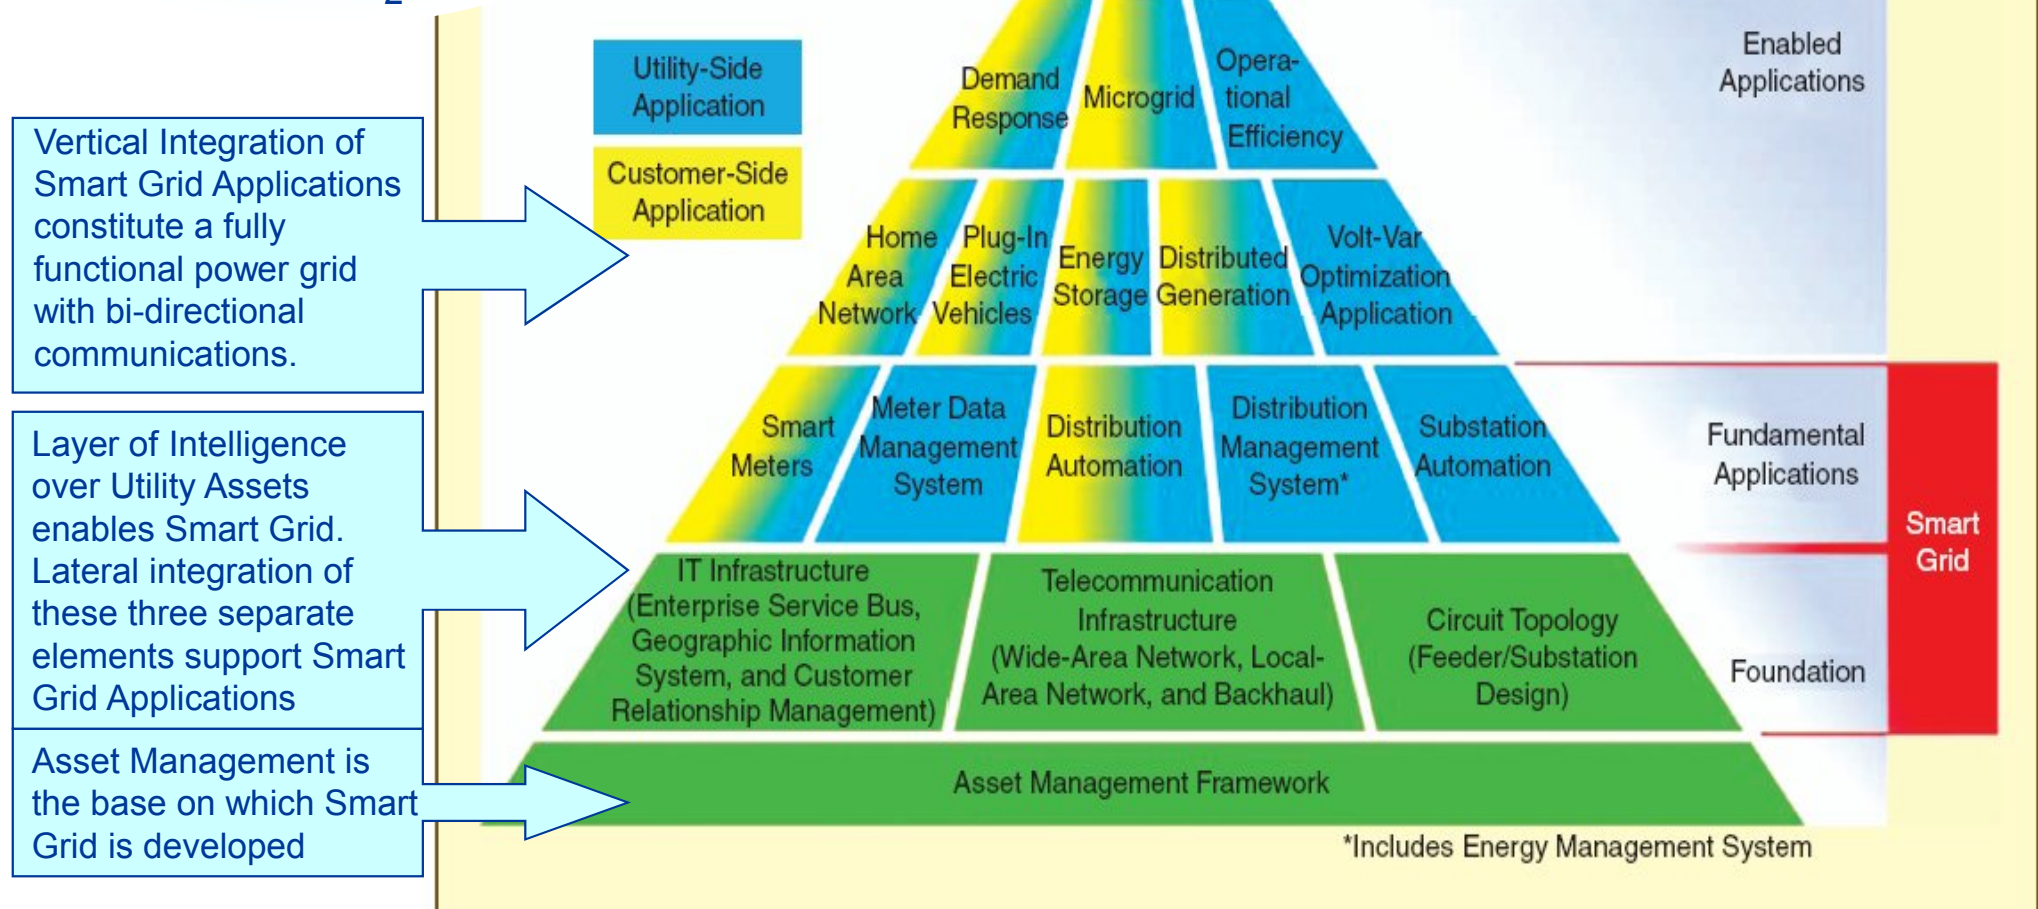 2
Utility-Side
Application
Customer-Side
Application
Vertical Integration of
Smart Grid Applications
constitute a fully
functional power grid
with bi-directional
communications.
Layer of Intelligence
over Utility Assets
enables Smart Grid.
Lateral integration of
these three separate
elements support Smart
Grid Applications
Asset Management is
the base on which Smart
Grid is developed
Demand
Response
Microgrid
Opera-
tional
Efficiency
Enabled
Applications
Home
Area
Network
Plug-In
Electric
Vehicles
Energy
Storage
Distributed
Generation
Volt-Var
Optimization
Application
Smart
Meters
Meter Data
Management
System
Distribution
Automation
Distribution
Management
System*
Substation
Automation
Fundamental
Applications
Smart
Grid
IT Infrastructure
(Enterprise Service Bus,
Geographic Information
System, and Customer
Relationship Management)
Telecommunication
Infrastructure
(Wide-Area Network, Local-
Area Network, and Backhaul)
Circuit Topology
(Feeder/Substation
Design)
Foundation
Asset Management Framework
*Includes Energy Management System